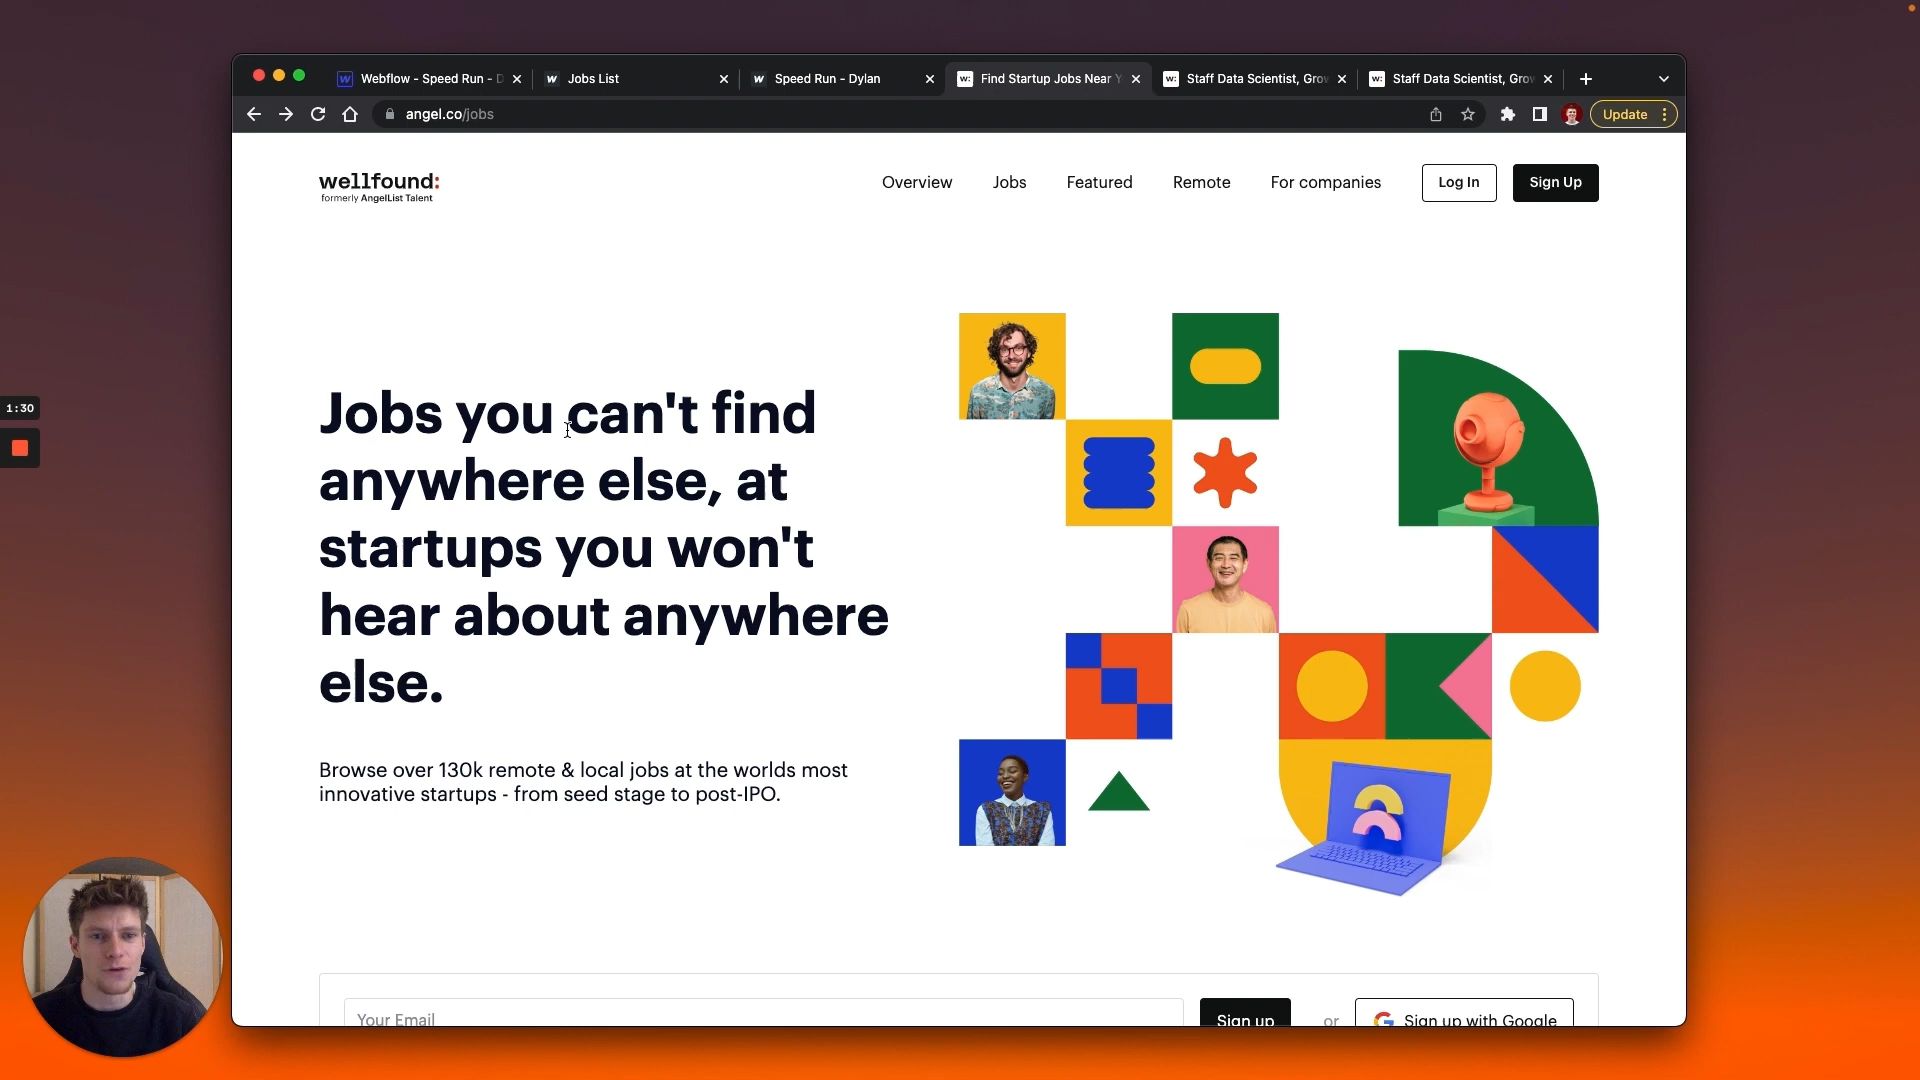 Webflow - Speed Run - D
Jobs List
Speed Run - Dylan
Find Startup Jobs Near Y
Staff Data Scientist, Grov
Staff Data Scientist, Grov
angel.co/jobs
Update
wellfound:
formerly AngelList Talent
Overview
Jobs
Featured
Remote
For companies
Log In
Sign Up
1:30
Jobs you can't find
anywhere else, at
startups you won't
hear about anywhere
else.
Browse over 130k remote & local jobs at the worlds most
innovative startups - from seed stage to post-IPO.
Your Email
Sign up
or
Sign up with Google